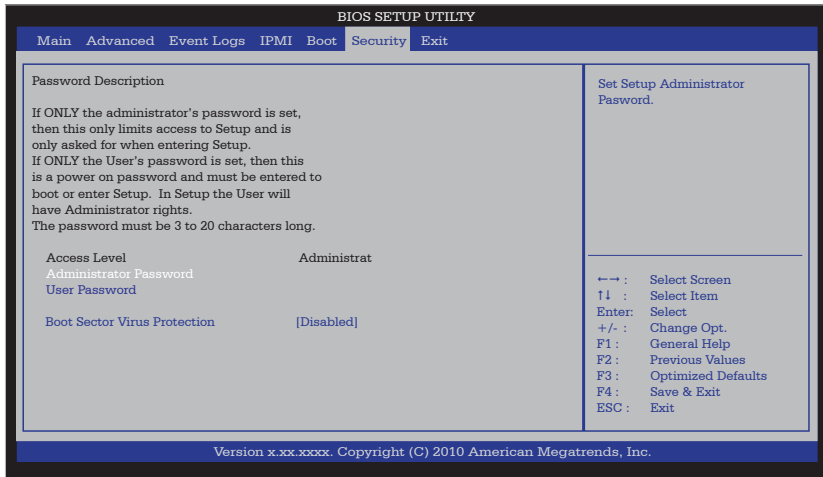 BIOS SETUP UTILTY
Main Advanced Event Logs IPMI Boot Security Exit
Password Description
If ONLY the administrator's password is set,
then this only limits access to Setup and is
only asked for when entering Setup.
If ONLY the User's password is set, then this
is a power on password and must be entered to
boot or enter Setup. In Setup the User will
have Administrator rights.
The password must be 3 to 20 characters long.
Access Level Administrat
Administrator Password
User Password
Boot Sector Virus Protection [Disabled]
Set Setup Administrator
Pasword.
←→ : Select Screen
↑↓ : Select Item
Enter: Select
+/- : Change Opt.
F1 : General Help
F2 : Previous Values
F3 : Optimized Defaults
F4 : Save & Exit
ESC : Exit
Version x.xx.xxxx. Copyright (C) 2010 American Megatrends, Inc.